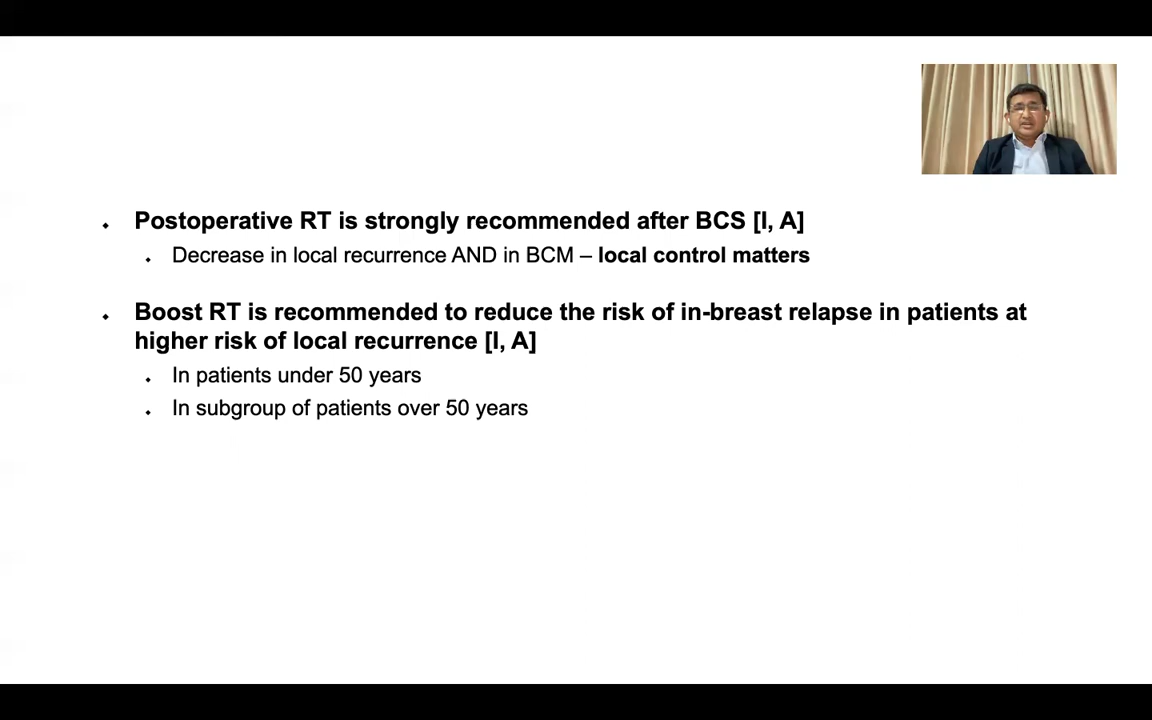 Postoperative RT is strongly recommended after BCS [I, A]
Decrease in local recurrence AND in BCM – local control matters
Boost RT is recommended to reduce the risk of in-breast relapse in patients at
higher risk of local recurrence [I, A]
In patients under 50 years
In subgroup of patients over 50 years